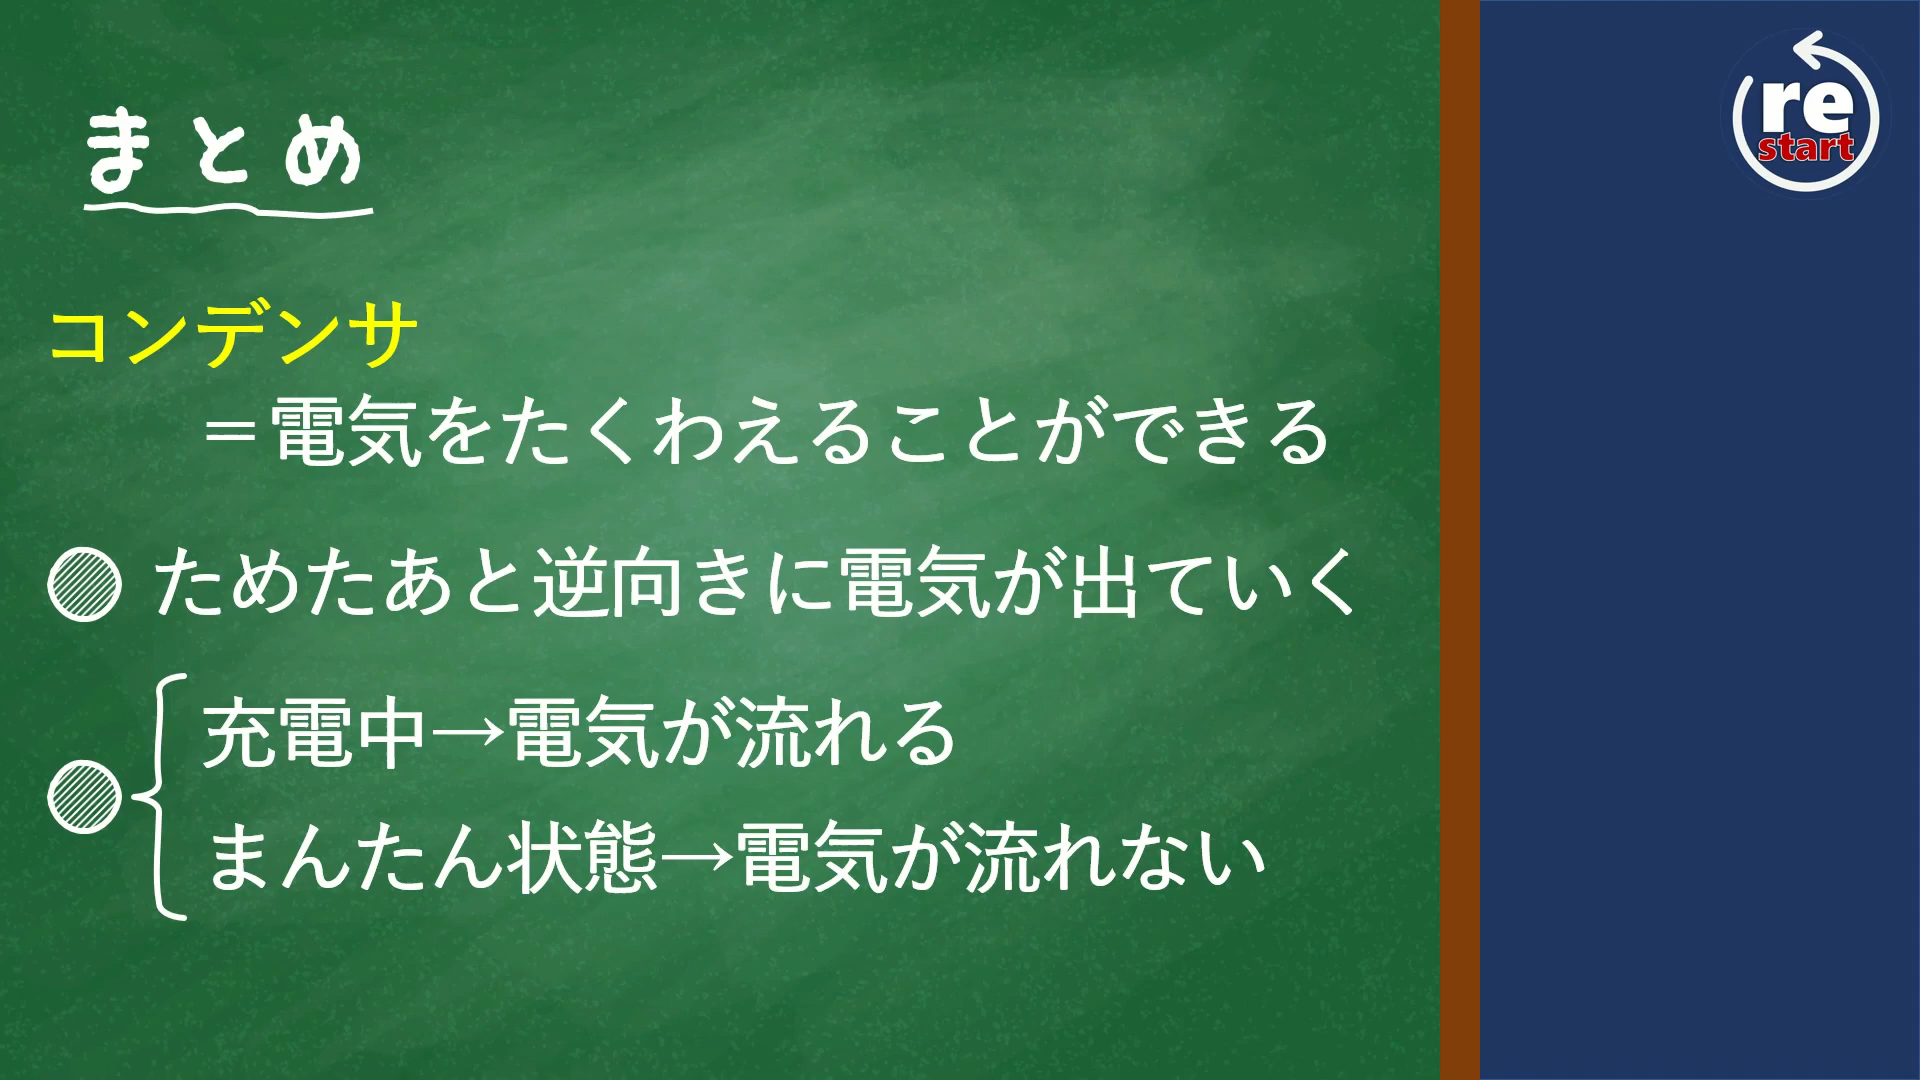 まとめ
re
start
コンデンサ
＝電気をたくわえることができる
ためたあと逆向きに電気が出ていく
充電中→電気が流れる
まんたん状態→電気が流れない